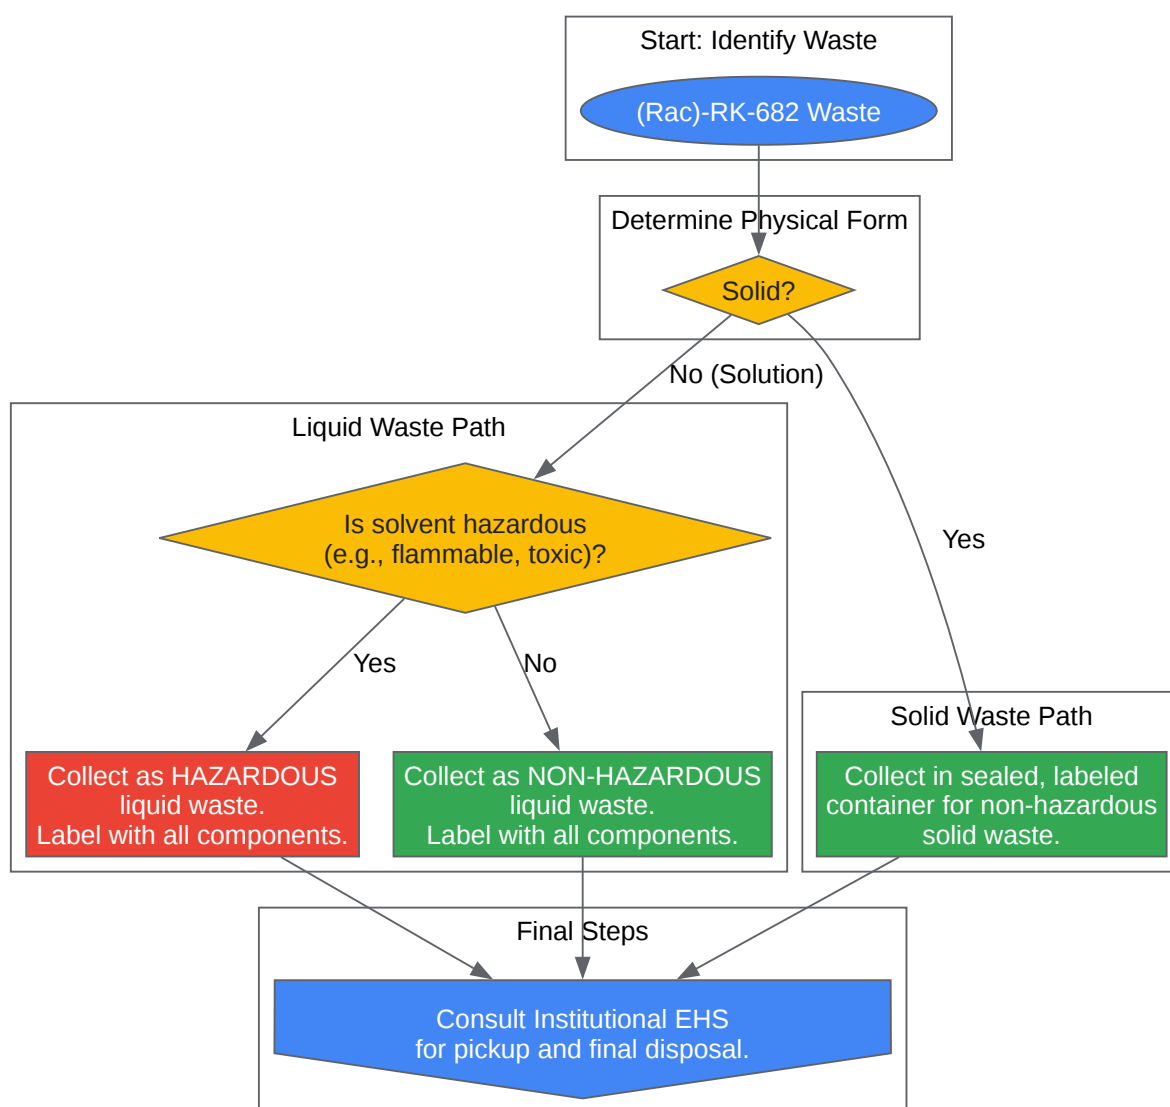 Start: Identify Waste
(Rac)-RK-682 Waste
Determine Physical Form
Solid?
No (Solution)
Yes
Liquid Waste Path
Is solvent hazardous
(e.g., flammable, toxic)?
Yes
No
Solid Waste Path
Collect as HAZARDOUS
liquid waste.
Label with all components.
Collect as NON-HAZARDOUS
liquid waste.
Label with all components.
Collect in sealed, labeled
container for non-hazardous
solid waste.
Final Steps
Consult Institutional EHS
for pickup and final disposal.